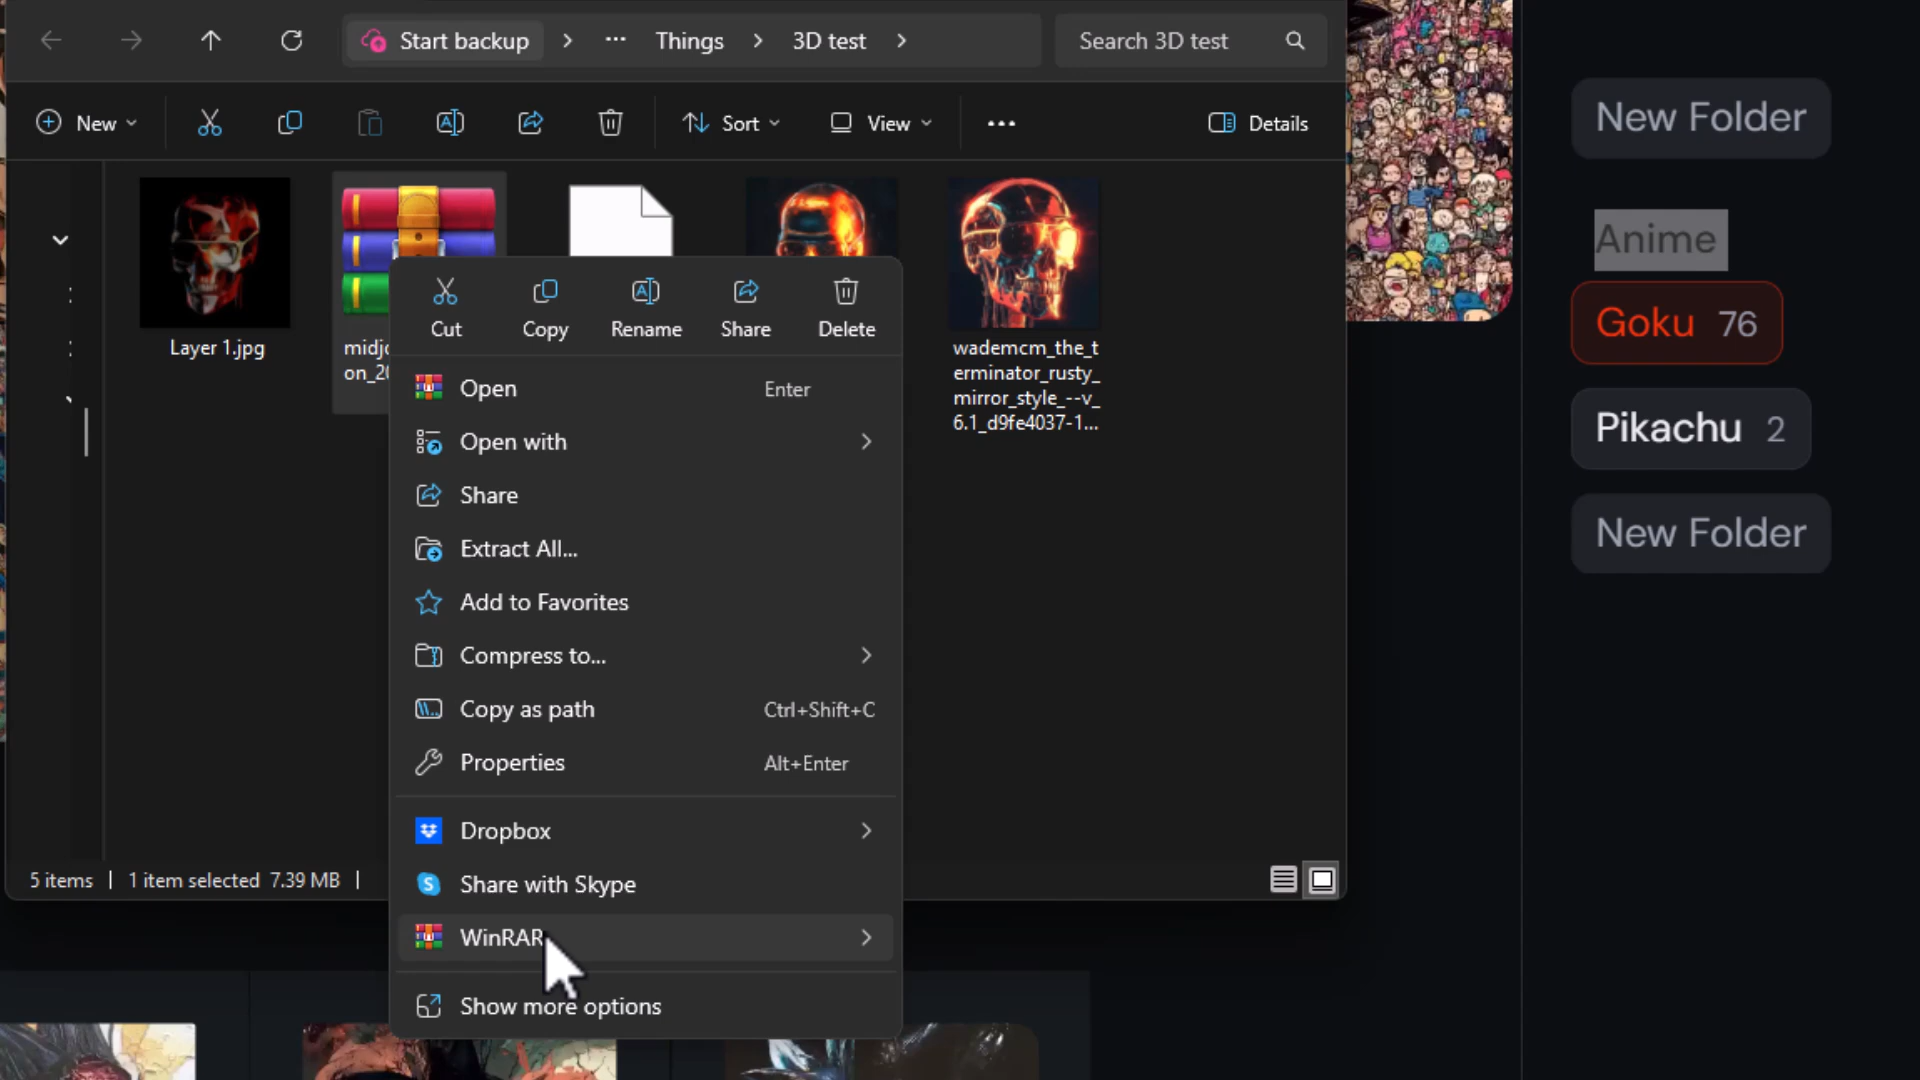 Start backup
Things
3D test
Search 3D test
New
Sort
View
Details
Layer 1.jpg
midjo
on_20
wademcm_the_t
erminator_rusty_
mirror_style_--v_
6.1_d9fe4037-1...
Cut
Copy
Rename
Share
Delete
Open Enter
Open with
Share
Extract All...
Add to Favorites
Compress to...
Copy as path Ctrl+Shift+C
Properties Alt+Enter
Dropbox
Share with Skype
WinRAR
Show more options
5 items
1 item selected 7.39 MB
New Folder
Anime
Goku 76
Pikachu 2
New Folder